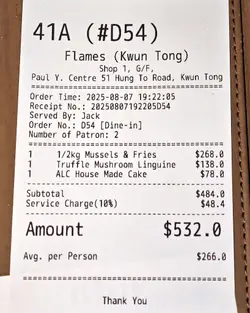 41A (#D54)
Flames (Kwun Tong)
Shop 1, G/F,
Paul Y. Centre 51 Hung To Road, Kwun Tong
Order Time: 2025-08-07 19:22:05
Receipt No.: 20250807192205D54
Served By: Jack
Order No.: D54 [Dine-in]
Number of Patron: 2
1 1/2kg Mussels & Fries $268.0
1 Truffle Mushroom Linguine $138.0
1 ALC House Made Cake $78.0
Subtotal $484.0
Service Charge(10%) $48.4
Amount $532.0
Avg. per Person $266.0
Thank You